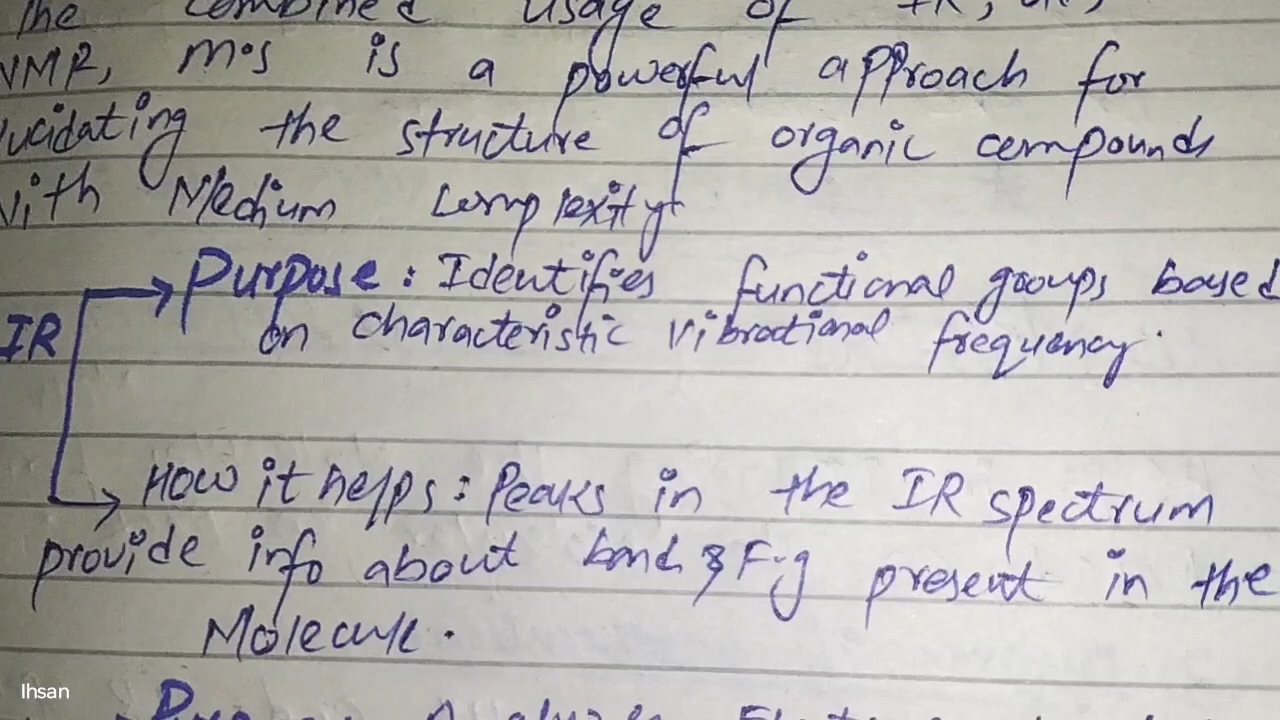 The combined usage of IR, UV,
NMR, M.S is a powerful approach for
lucidating the structure of organic compounds
with Medium complexity
Purpose: Identifies functional groups based
IR
on characteristic vibrational frequency.
How it helps: Peaks in the IR spectrum
provide info about bond & F.g present in the
Molecule.
Ihsan